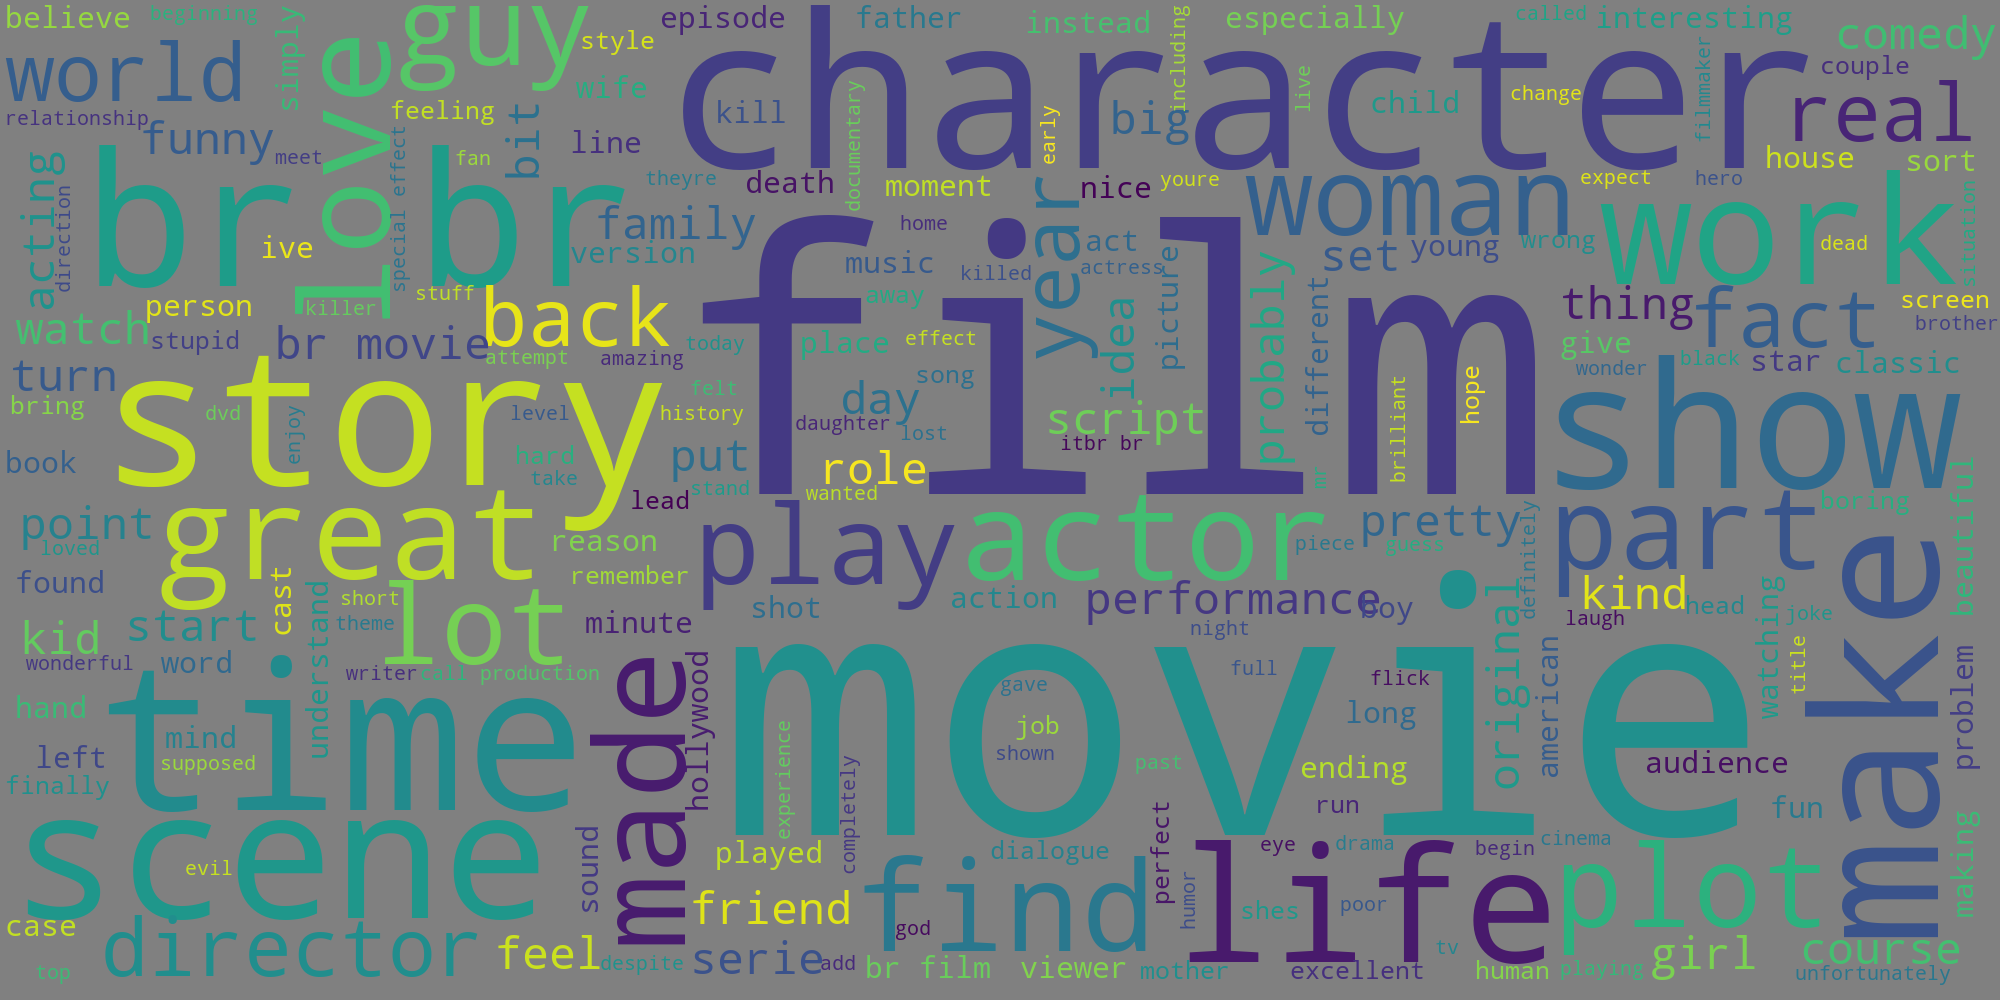 believe
beginning
simply
love
guy
style
episode
father
instead
including
especially
called
interesting
comedy
world
wife
character
live
filmmaker
couple
relationship
funny
feeling
bit
line
kill
documentary
early
big
child
change
real
meet
special effect
fan
theyre
death
moment
nice
youre
woman
expect
hero
house
sort
acting
direction
br br
ive
family
version
home
music
killed
film
year
act
actress
picture
set
young
wrong
work
dead
situation
person
killer
stuff
back
away
idea
probably
different
thing
fact
screen
brother
watch
stupid
br movie
attempt
amazing
today
place
effect
give
wonder
black
star
classic
turn
bring
dvd
story
enjoy
level
felt
history
day
song
daughter
lost
script
itbr br
brilliant
hope
show
book
hard
take
put
stand
role
wanted
lead
beautiful
point
loved
great
reason
play
actor
piece
pretty
guess
definitely
part
boring
found
cast
understand
short
theme
lot
remember
minute
shot
action
performance
boy
night
original
kind
head
laugh
watching
joke
make
kid
start
wonderful
word
writer
call
production
made
hollywood
movie
gave
full
flick
american
title
problem
hand
time
mind
left
supposed
finally
job
shown
experience
completely
past
long
ending
run
audience
fun
scene
evil
sound
played
dialogue
perfect
humor
life
eye
drama
begin
cinema
plot
making
case
director
top
feel
despite
friend
serie
add
find
god
br film
viewer
mother
shes
poor
excellent
tv
human
playing
girl
course
unfortunately